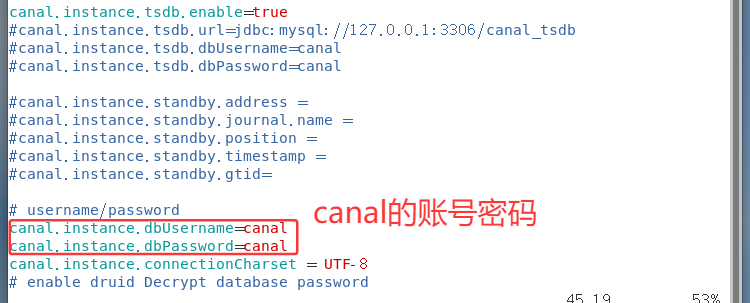 canal.instance.tsdb.enable=true
#canal.instance.tsdb.url=jdbc:mysql://127.0.0.1:3306/canal_tsdb
#canal.instance.tsdb.dbUsername=canal
#canal.instance.tsdb.dbPassword=canal
#canal.instance.standby.address =
#canal.instance.standby.journal.name =
#canal.instance.standby.position =
#canal.instance.standby.timestamp =
#canal.instance.standby.gtid=
# username/password
canal.instance.dbUsername=canal
canal.instance.dbPassword=canal
canal的账号密码
canal.instance.connectionCharset = UTF-8
# enable druid Decrypt database password
45,19 53%